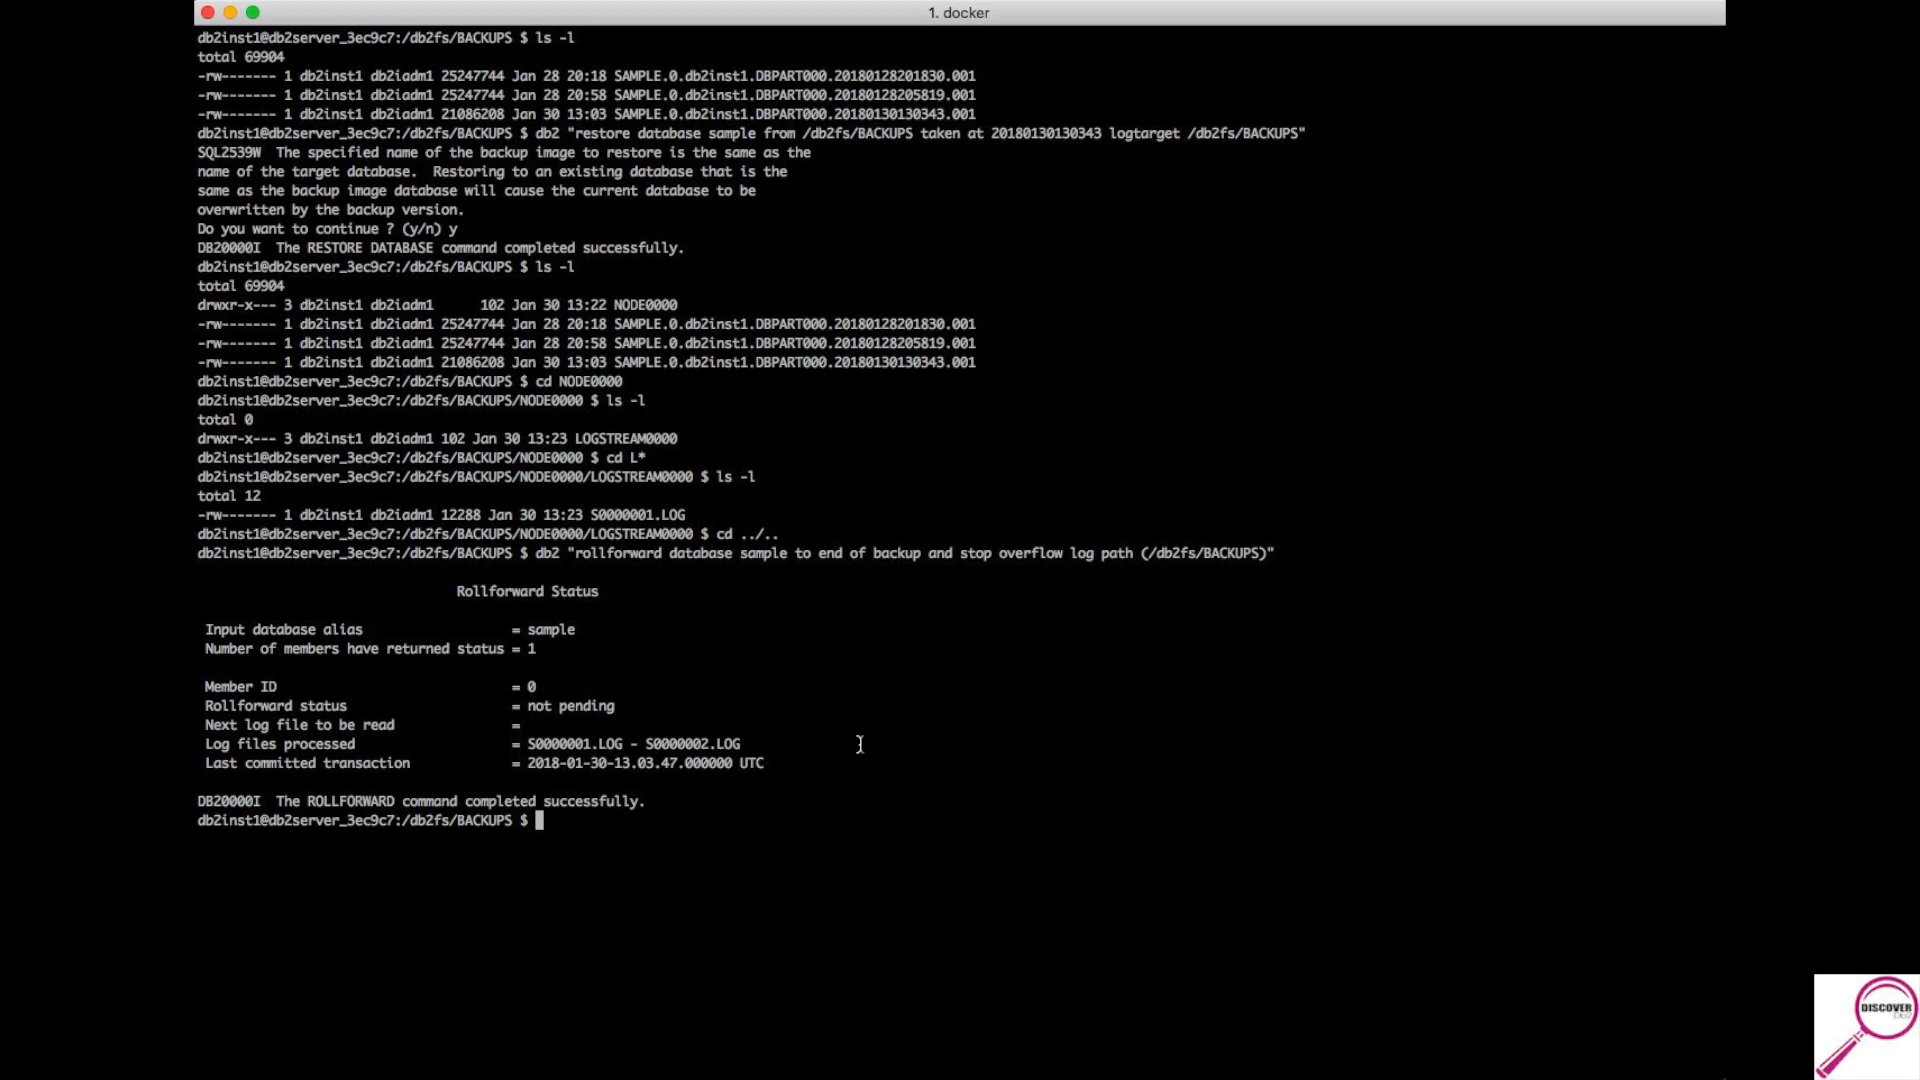 1. docker
db2inst1@db2server_3ec9c7:/db2fs/BACKUPS $ ls -l
total 69904
-rw------- 1 db2inst1 db2iadm1 25247744 Jan 28 20:18 SAMPLE.0.db2inst1.DBPART000.20180128201830.001
-rw------- 1 db2inst1 db2iadm1 25247744 Jan 28 20:58 SAMPLE.0.db2inst1.DBPART000.20180128205819.001
-rw------- 1 db2inst1 db2iadm1 21086208 Jan 30 13:03 SAMPLE.0.db2inst1.DBPART000.20180130130343.001
db2inst1@db2server_3ec9c7:/db2fs/BACKUPS $ db2 "restore database sample from /db2fs/BACKUPS taken at 20180130130343 logtarget /db2fs/BACKUPS"
SQL2539W  The specified name of the backup image to restore is the same as the
name of the target database.  Restoring to an existing database that is the
same as the backup image database will cause the current database to be
overwritten by the backup version.
Do you want to continue ? (y/n) y
DB20000I  The RESTORE DATABASE command completed successfully.
db2inst1@db2server_3ec9c7:/db2fs/BACKUPS $ ls -l
total 69904
drwxr-x--- 3 db2inst1 db2iadm1      102 Jan 30 13:22 NODE0000
-rw------- 1 db2inst1 db2iadm1 25247744 Jan 28 20:18 SAMPLE.0.db2inst1.DBPART000.20180128201830.001
-rw------- 1 db2inst1 db2iadm1 25247744 Jan 28 20:58 SAMPLE.0.db2inst1.DBPART000.20180128205819.001
-rw------- 1 db2inst1 db2iadm1 21086208 Jan 30 13:03 SAMPLE.0.db2inst1.DBPART000.20180130130343.001
db2inst1@db2server_3ec9c7:/db2fs/BACKUPS $ cd NODE0000
db2inst1@db2server_3ec9c7:/db2fs/BACKUPS/NODE0000 $ ls -l
total 0
drwxr-x--- 3 db2inst1 db2iadm1 102 Jan 30 13:23 LOGSTREAM0000
db2inst1@db2server_3ec9c7:/db2fs/BACKUPS/NODE0000 $ cd L*
db2inst1@db2server_3ec9c7:/db2fs/BACKUPS/NODE0000/LOGSTREAM0000 $ ls -l
total 12
-rw------- 1 db2inst1 db2iadm1 12288 Jan 30 13:23 S0000001.LOG
db2inst1@db2server_3ec9c7:/db2fs/BACKUPS/NODE0000/LOGSTREAM0000 $ cd ../..
db2inst1@db2server_3ec9c7:/db2fs/BACKUPS $ db2 "rollforward database sample to end of backup and stop overflow log path (/db2fs/BACKUPS)"
Rollforward Status
Input database alias                   = sample
Number of members have returned status = 1
Member ID                              = 0
Rollforward status                     = not pending
Next log file to be read               =
Log files processed                    = S0000001.LOG - S0000002.LOG
Last committed transaction             = 2018-01-30-13.03.47.000000 UTC
DB20000I  The ROLLFORWARD command completed successfully.
db2inst1@db2server_3ec9c7:/db2fs/BACKUPS $
DISCOVER
Db2